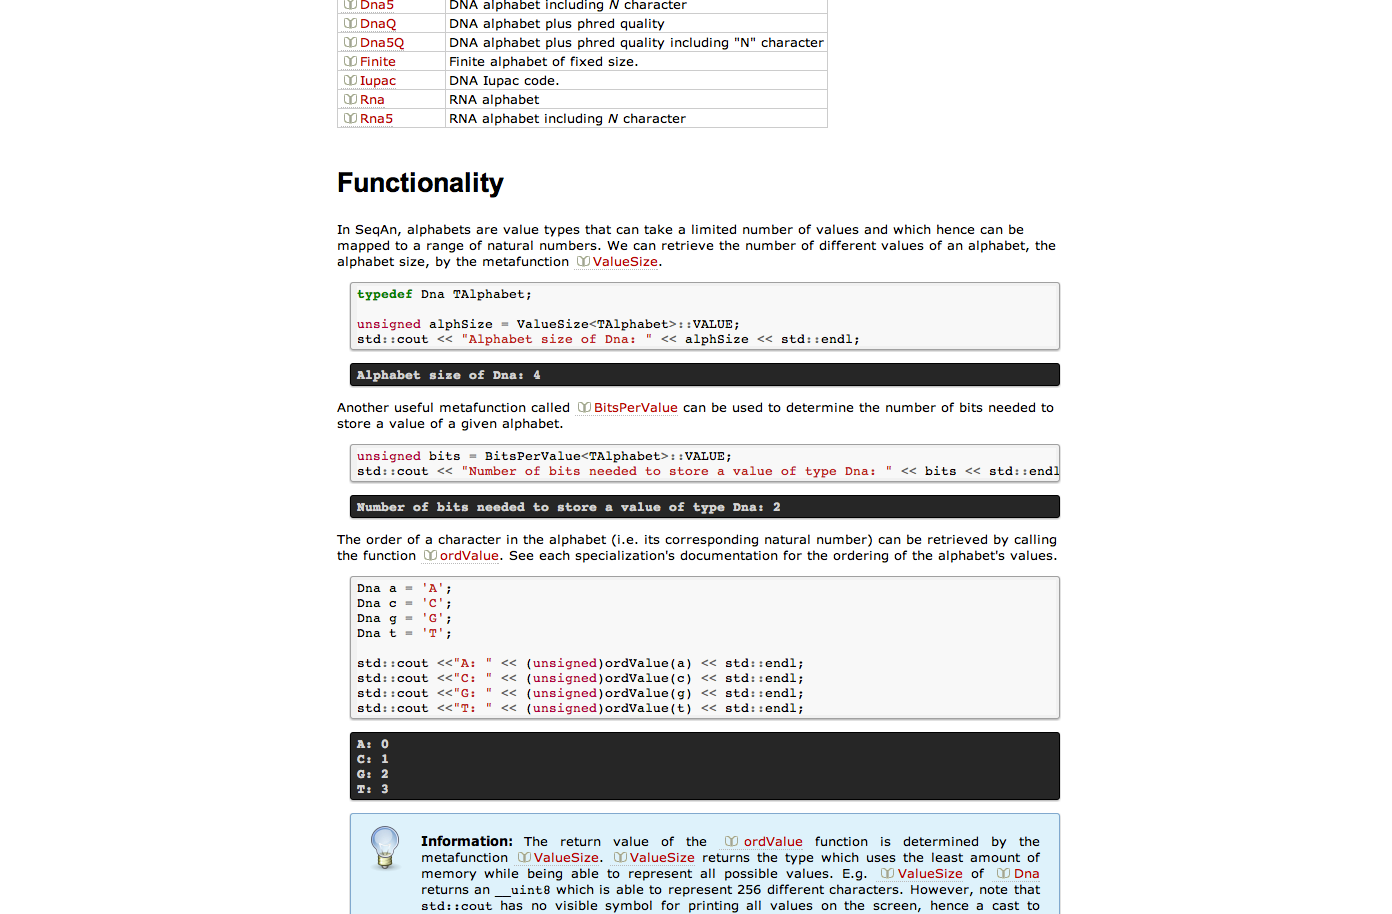 Dna5 DNA alphabet including N character
DnaQ DNA alphabet plus phred quality
Dna5Q DNA alphabet plus phred quality including "N" character
Finite Finite alphabet of fixed size.
Iupac DNA Iupac code.
Rna RNA alphabet
Rna5 RNA alphabet including N character
Functionality
In SeqAn, alphabets are value types that can take a limited number of values and which hence can be
mapped to a range of natural numbers. We can retrieve the number of different values of an alphabet, the
alphabet size, by the metafunction ValueSize.
typedef Dna TAlphabet;
unsigned alphSize = ValueSize<TAlphabet>::VALUE;
std::cout << "Alphabet size of Dna: " << alphSize << std::endl;
Alphabet size of Dna: 4
Another useful metafunction called BitsPerValue can be used to determine the number of bits needed to
store a value of a given alphabet.
unsigned bits = BitsPerValue<TAlphabet>::VALUE;
std::cout << "Number of bits needed to store a value of type Dna: " << bits << std::endl
Number of bits needed to store a value of type Dna: 2
The order of a character in the alphabet (i.e. its corresponding natural number) can be retrieved by calling
the function ordValue. See each specialization's documentation for the ordering of the alphabet's values.
Dna a = 'A';
Dna c = 'C';
Dna g = 'G';
Dna t = 'T';
std::cout <<"A: " << (unsigned)ordValue(a) << std::endl;
std::cout <<"C: " << (unsigned)ordValue(c) << std::endl;
std::cout <<"G: " << (unsigned)ordValue(g) << std::endl;
std::cout <<"T: " << (unsigned)ordValue(t) << std::endl;
A: 0
C: 1
G: 2
T: 3
Information: The return value of the ordValue function is determined by the
metafunction ValueSize. ValueSize returns the type which uses the least amount of
memory while being able to represent all possible values. E.g. ValueSize of Dna
returns an __uint8 which is able to represent 256 different characters. However, note that
std::cout has no visible symbol for printing all values on the screen, hence a cast to